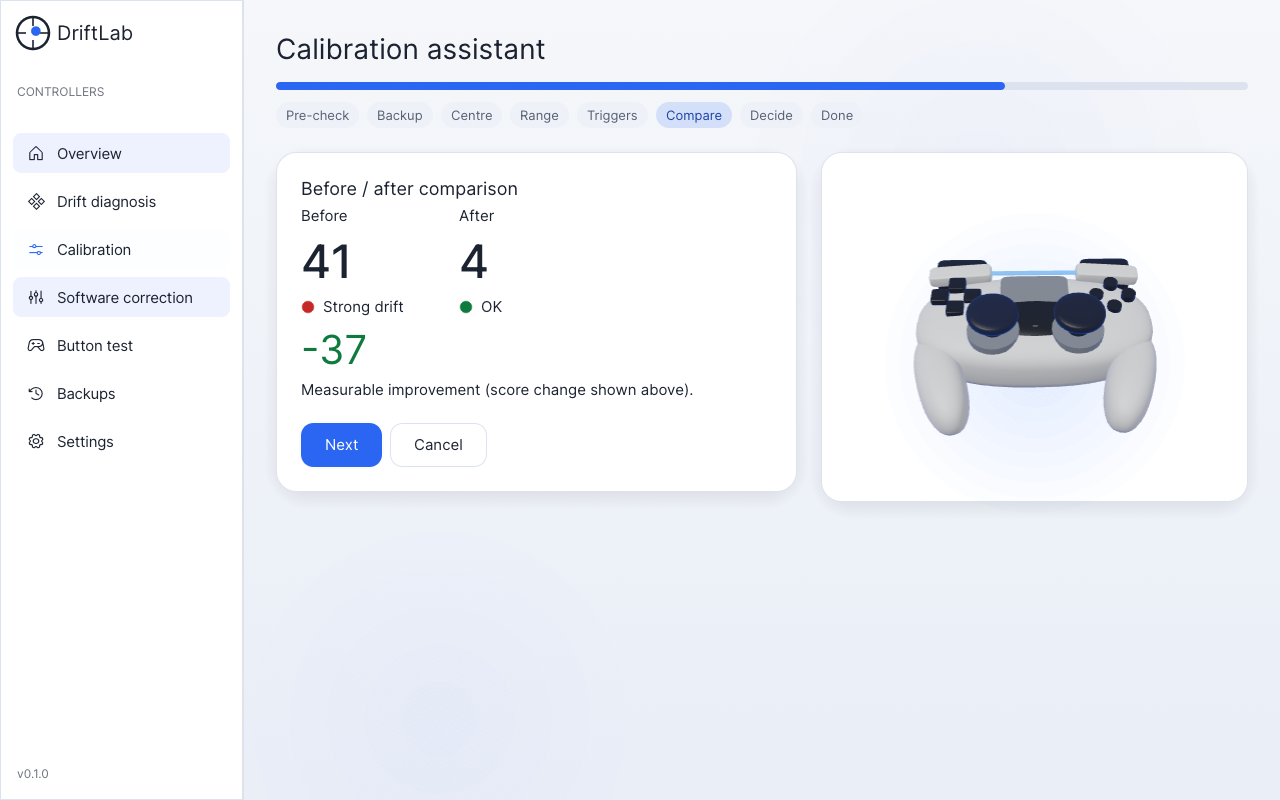 DriftLab
CONTROLLERS
Overview
Drift diagnosis
Calibration
Software correction
Button test
Backups
Settings
v0.1.0
Calibration assistant
Pre-check Backup Centre Range Triggers Compare Decide Done
Before / after comparison
Before After
41 4
Strong drift OK
-37
Measurable improvement (score change shown above).
Next Cancel